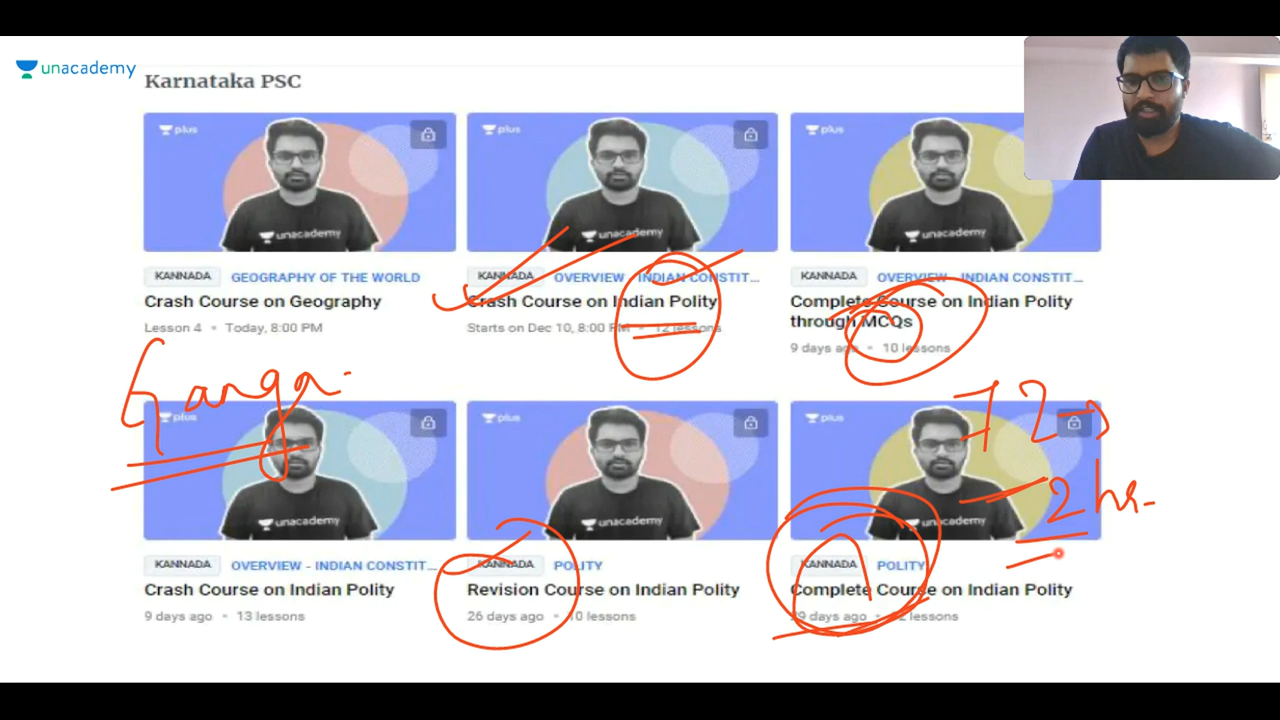 unacademy
Karnataka PSC
plus
plus
plus
unacademy
unacademy
unacademy
KANNADA GEOGRAPHY OF THE WORLD
KANNADA OVERVIEW - INDIAN CONSTIT...
KANNADA OVERVIEW - INDIAN CONSTIT...
Crash Course on Geography
Crash Course on Indian Polity
Complete Course on Indian Polity through MCQs
Lesson 4 • Today, 8:00 PM
Starts on Dec 10, 8:00 PM • 12 lessons
9 days ago • 10 lessons
Ganga.
72
2 hr.
plus
plus
plus
unacademy
unacademy
unacademy
KANNADA OVERVIEW - INDIAN CONSTIT...
KANNADA POLITY
KANNADA POLITY
Crash Course on Indian Polity
Revision Course on Indian Polity
Complete Course on Indian Polity
9 days ago • 13 lessons
26 days ago • 10 lessons
days ago • lessons